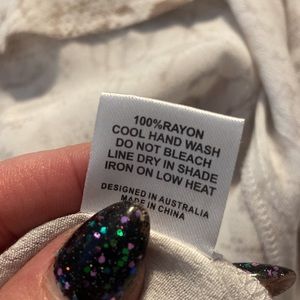 100%RAYON
COOL HAND WASH
DO NOT BLEACH
LINE DRY IN SHADE
IRON ON LOW HEAT
DESIGNED IN AUSTRALIA
MADE IN CHINA